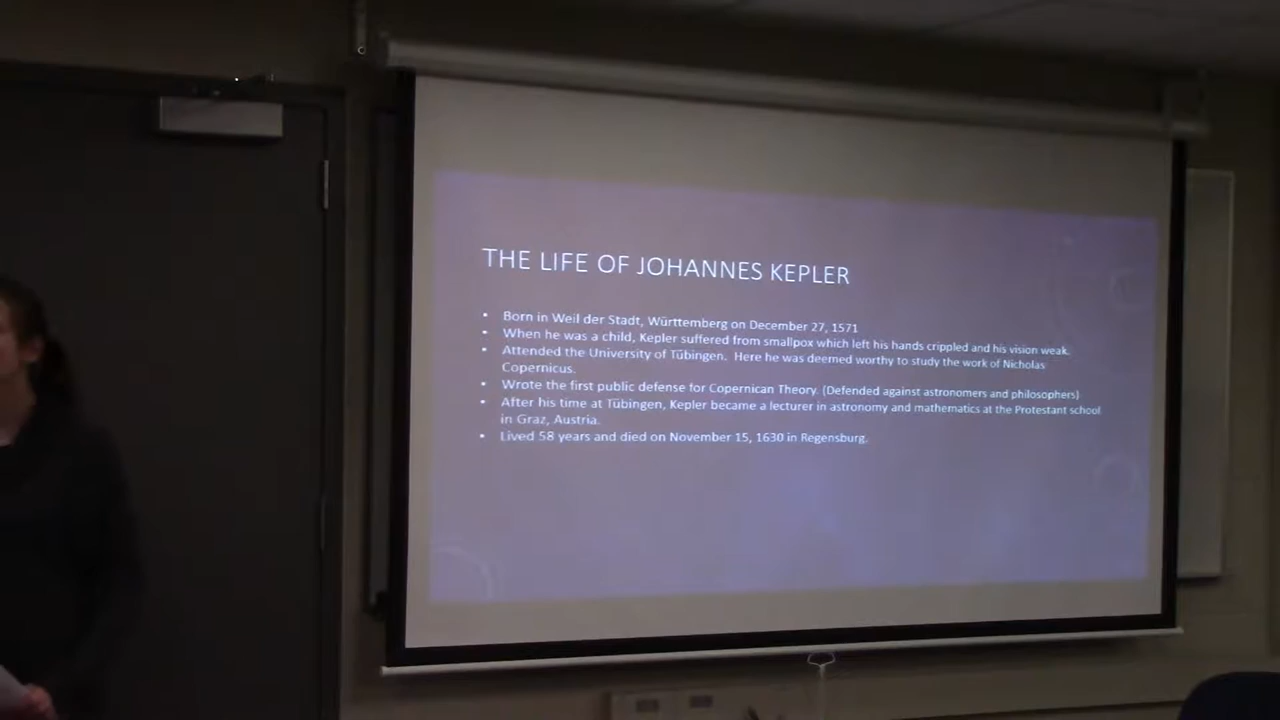 THE LIFE OF JOHANNES KEPLER
• Born in Weil der Stadt, Württemberg on December 27, 1571
• When he was a child, Kepler suffered from smallpox which left his hands crippled and his vision weak.
• Attended the University of Tübingen. Here he was deemed worthy to study the work of Nicholas
Copernicus.
• Wrote the first public defense for Copernican Theory. (Defended against astronomers and philosophers)
• After his time at Tübingen, Kepler became a lecturer in astronomy and mathematics at the Protestant school
in Graz, Austria.
• Lived 58 years and died on November 15, 1630 in Regensburg.